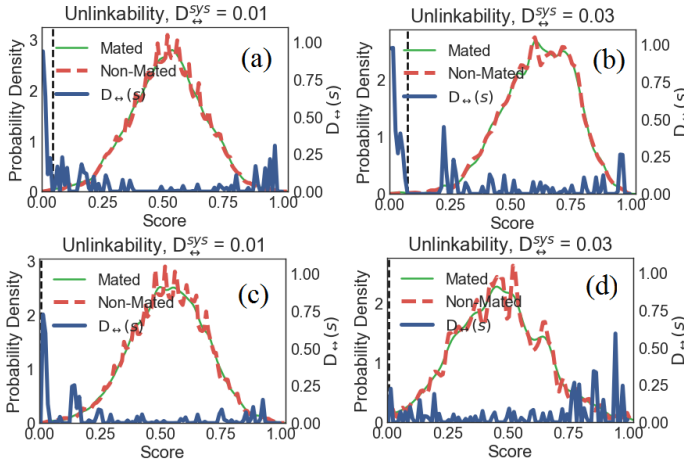 Unlinkability, D↔^sys = 0.01
3
2
1
0
Probability Density
Mated
Non-Mated
D↔(s)
(a)
1.00
0.75
0.50
0.25
0.00
D↔(s)
0.00 0.25 0.50 0.75 1.00
Score
Unlinkability, D↔^sys = 0.03
2
1
0
Probability Density
Mated
Non-Mated
D↔(s)
(b)
1.00
0.75
0.50
0.25
0.00
D↔(s)
0.00 0.25 0.50 0.75 1.00
Score
Unlinkability, D↔^sys = 0.01
3
2
1
0
Probability Density
Mated
Non-Mated
D↔(s)
(c)
1.00
0.75
0.50
0.25
0.00
D↔(s)
0.00 0.25 0.50 0.75 1.00
Score
Unlinkability, D↔^sys = 0.03
2
1
0
Probability Density
Mated
Non-Mated
D↔(s)
(d)
1.00
0.75
0.50
0.25
0.00
D↔(s)
0.00 0.25 0.50 0.75 1.00
Score